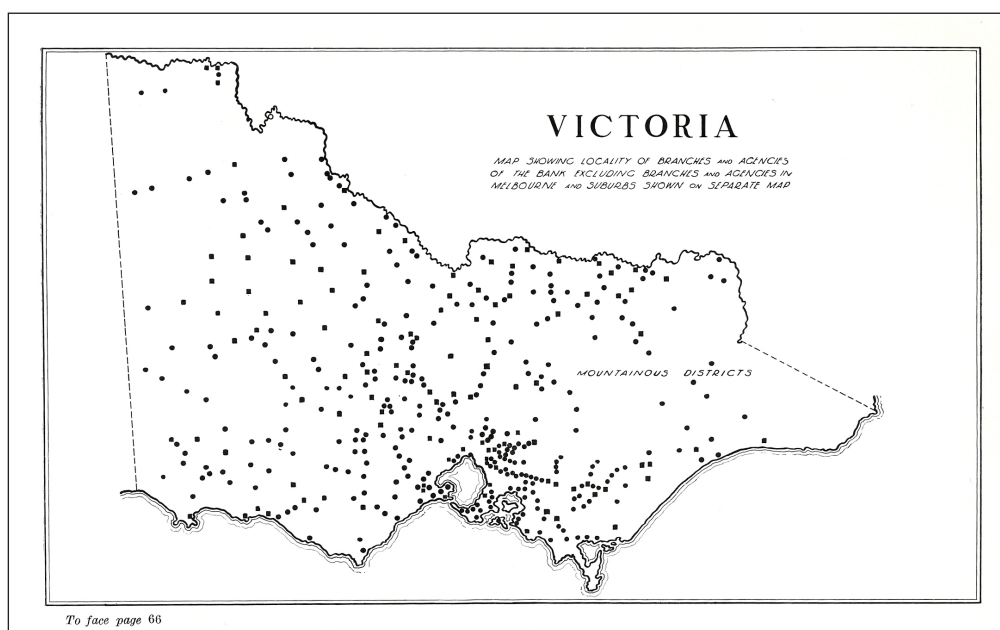 VICTORIA
MAP SHOWING LOCALITY OF BRANCHES AND AGENCIES
OF THE BANK EXCLUDING BRANCHES AND AGENCIES IN
MELBOURNE AND SUBURBS SHOWN ON SEPARATE MAP
MOUNTAINOUS DISTRICTS
To face page 66